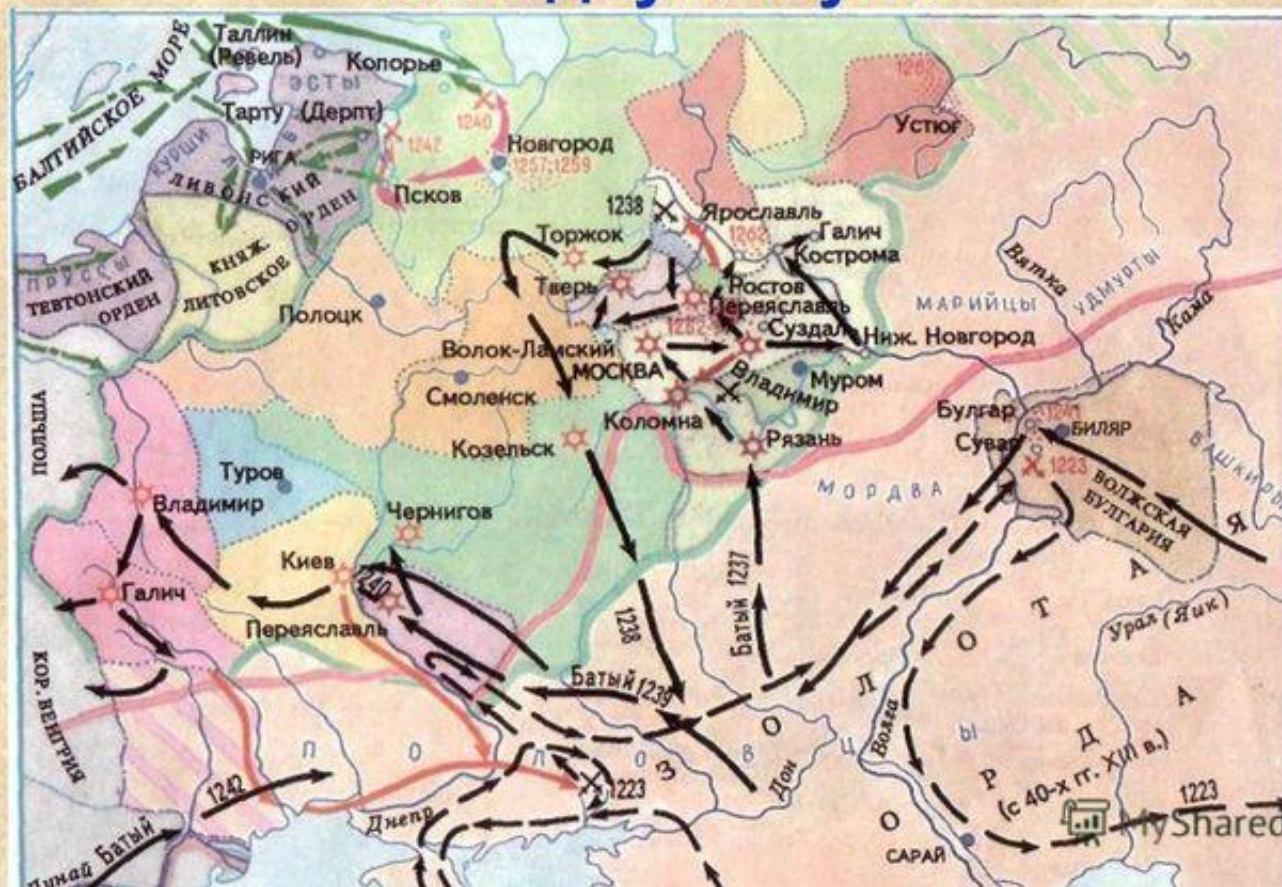 Таллин
(Ревель)
Копорье
БАЛТИЙСКОЕ МОРЕ
ЭСТЫ
Тарту (Дерпт)
1240
1242
Новгород
1257;1259
Устюг
КУРШИ
РИГА
ЛИВОНСКИЙ
ОРДЕН
Псков
1238
Ярославль
1262
Галич
Кострома
Торжок
Тверь
Ростов
Переяславль
Суздаль
Ниж. Новгород
ПРУССЫ
ТЕВТОНСКИЙ
ОРДЕН
КНЯЖ.
ЛИТОВСКОЕ
Полоцк
Волок-Ламский
МОСКВА
Владимир
Муром
МАРИЙЦЫ
Вятка
УДМУРТЫ
Кама
Смоленск
Коломна
Козельск
Рязань
Булгар
1241
Сувар
БИЛЯР
1223
ВОЛЖСКАЯ
БУЛГАРИЯ
МОРДВА
ПОЛЬША
Туров
Владимир
Чернигов
Киев
1240
Галич
Переяславль
1238
Батый 1237
Батый 1239
КОР. ВЕНГРИЯ
ПОЛОВЦЫ
Урал (Яик)
ЗОЛОТАЯ
ОРДА
(с 40-х гг. XIII в.)
Волга
Дон
1223
1223
1242
Батый
Дунай
Днепр
САРАЙ
MyShared